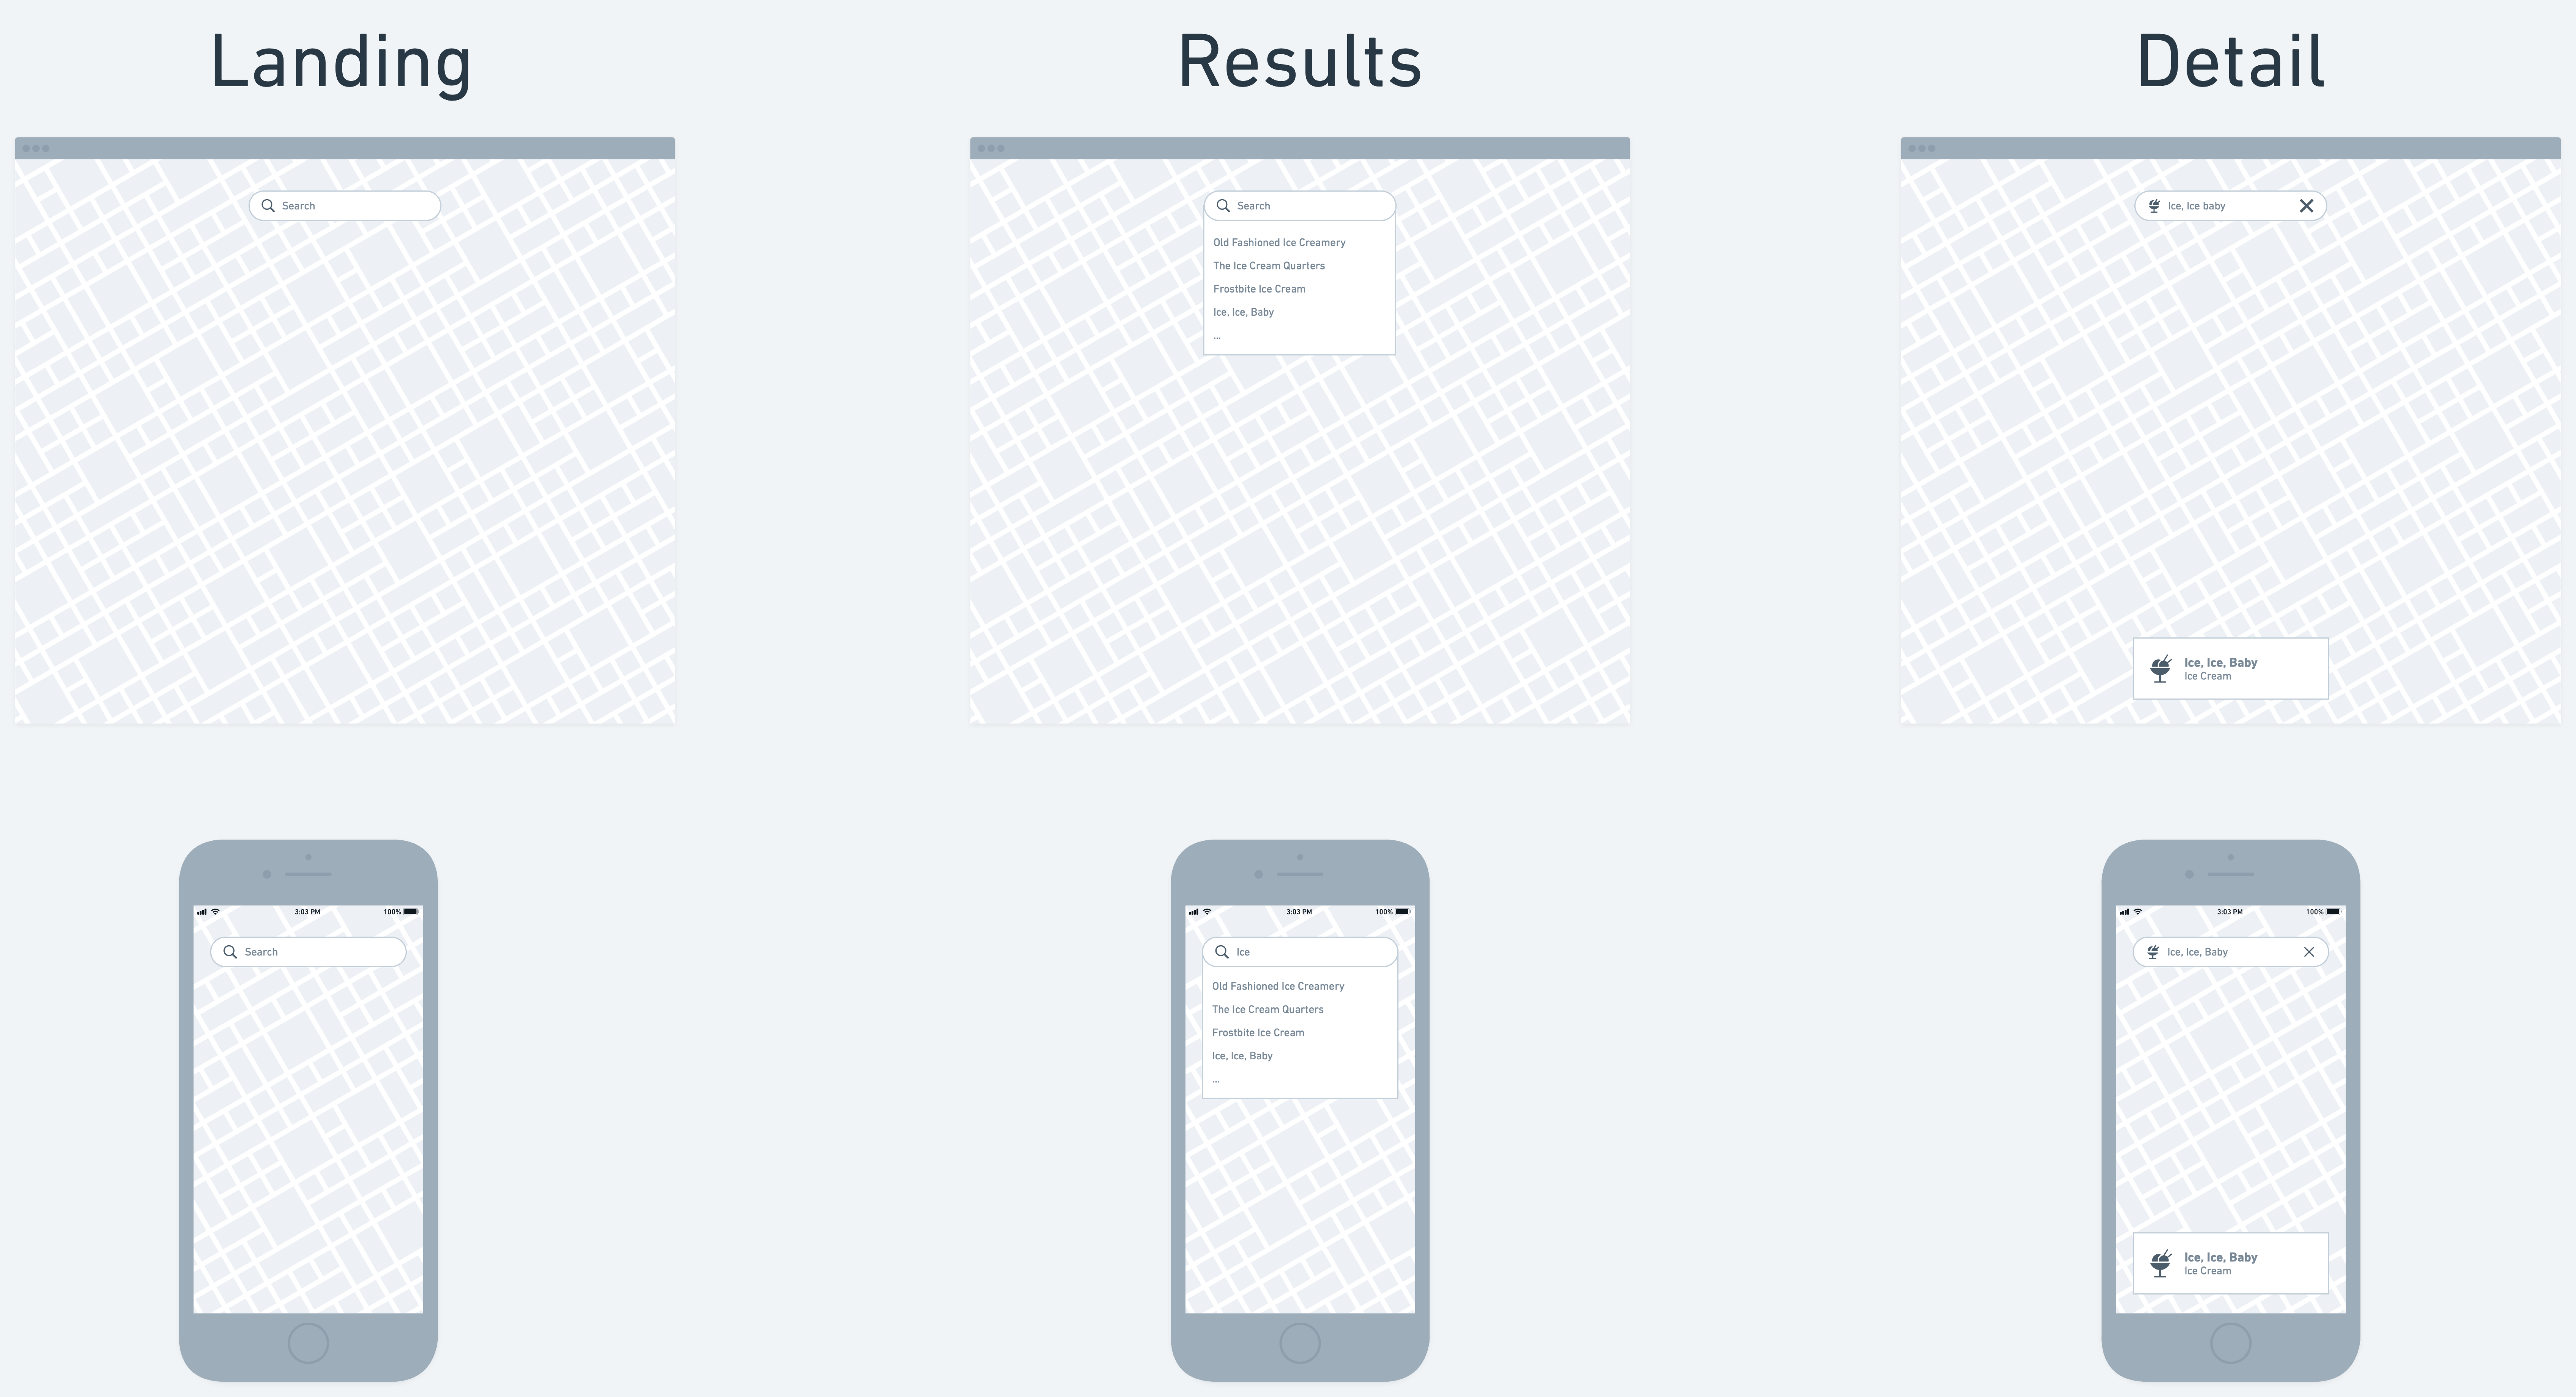 Landing
Results
Detail
Search
Search
Old Fashioned Ice Creamery
The Ice Cream Quarters
Frostbite Ice Cream
Ice, Ice, Baby
...
Ice, Ice baby
Ice, Ice, Baby
Ice Cream
3:03 PM 100%
Search
3:03 PM 100%
Ice
Old Fashioned Ice Creamery
The Ice Cream Quarters
Frostbite Ice Cream
Ice, Ice, Baby
...
3:03 PM 100%
Ice, Ice, Baby
Ice, Ice, Baby
Ice Cream